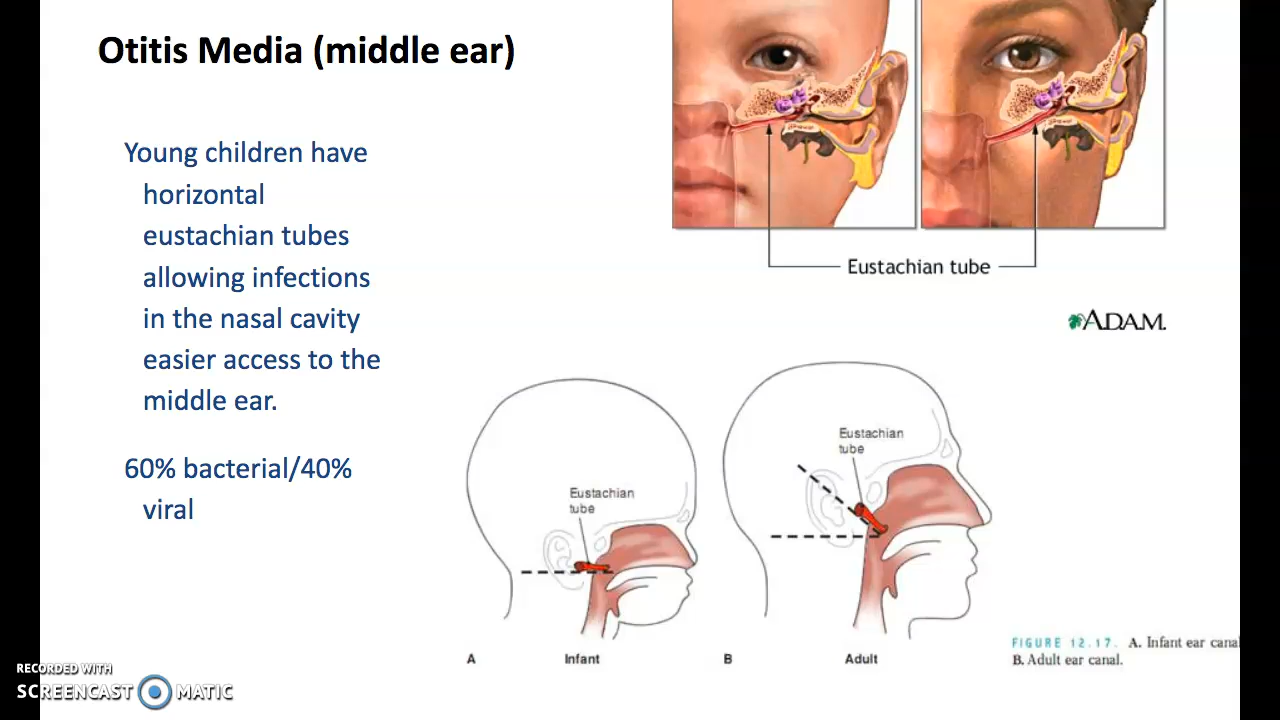 Otitis Media (middle ear)
Young children have
horizontal
eustachian tubes
allowing infections
in the nasal cavity
easier access to the
middle ear.
60% bacterial/40%
viral
Eustachian tube
A.D.A.M.
Eustachian
tube
Eustachian
tube
A
Infant
B
Adult
FIGURE 12.17. A. Infant ear canal
B. Adult ear canal.
RECORDED WITH
SCREENCAST MATIC